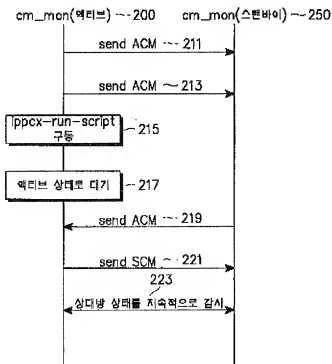 cm_mon(액티브) 200
cm_mon(스탠바이) 250
send ACM 211
send ACM 213
ippcx-run-script
구동
215
액티브 상태로 대기
217
send ACM 219
send SCM 221
223
상대방 상태를 지속적으로 감시